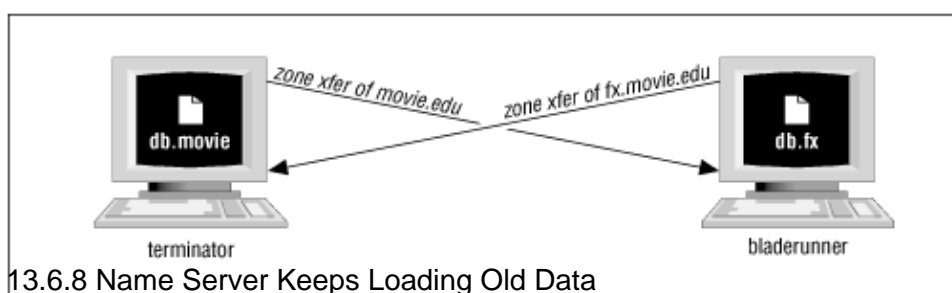 zone xfer of movie.edu
zone xfer of fx.movie.edu
db.movie
db.fx
terminator
bladerunner
13.6.8 Name Server Keeps Loading Old Data